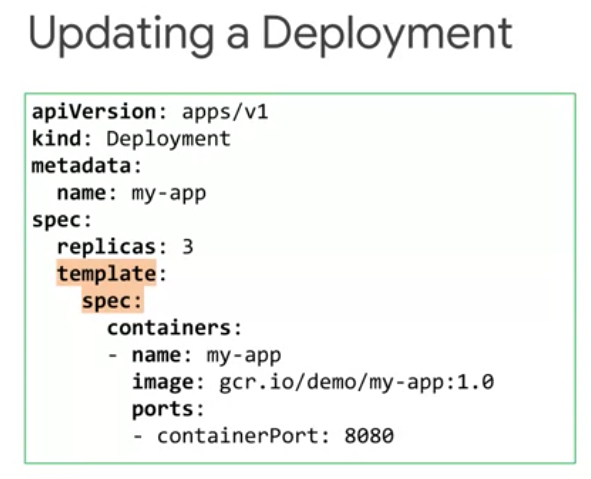 Updating a Deployment
apiVersion: apps/v1
kind: Deployment
metadata:
  name: my-app
spec:
  replicas: 3
  template:
    spec:
      containers:
      - name: my-app
        image: gcr.io/demo/my-app:1.0
        ports:
        - containerPort: 8080